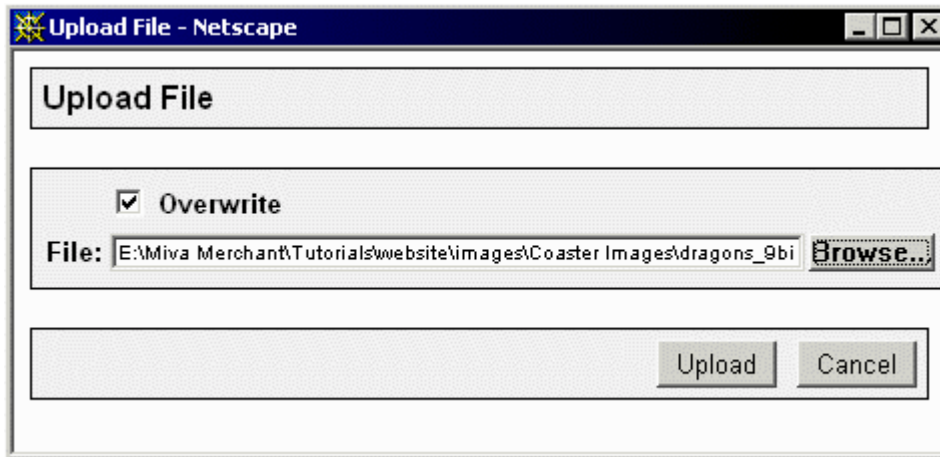 Upload File - Netscape
Upload File
Overwrite
File: E:\Miva Merchant\Tutorials\website\images\Coaster Images\dragons_9bi Browse...
Upload Cancel